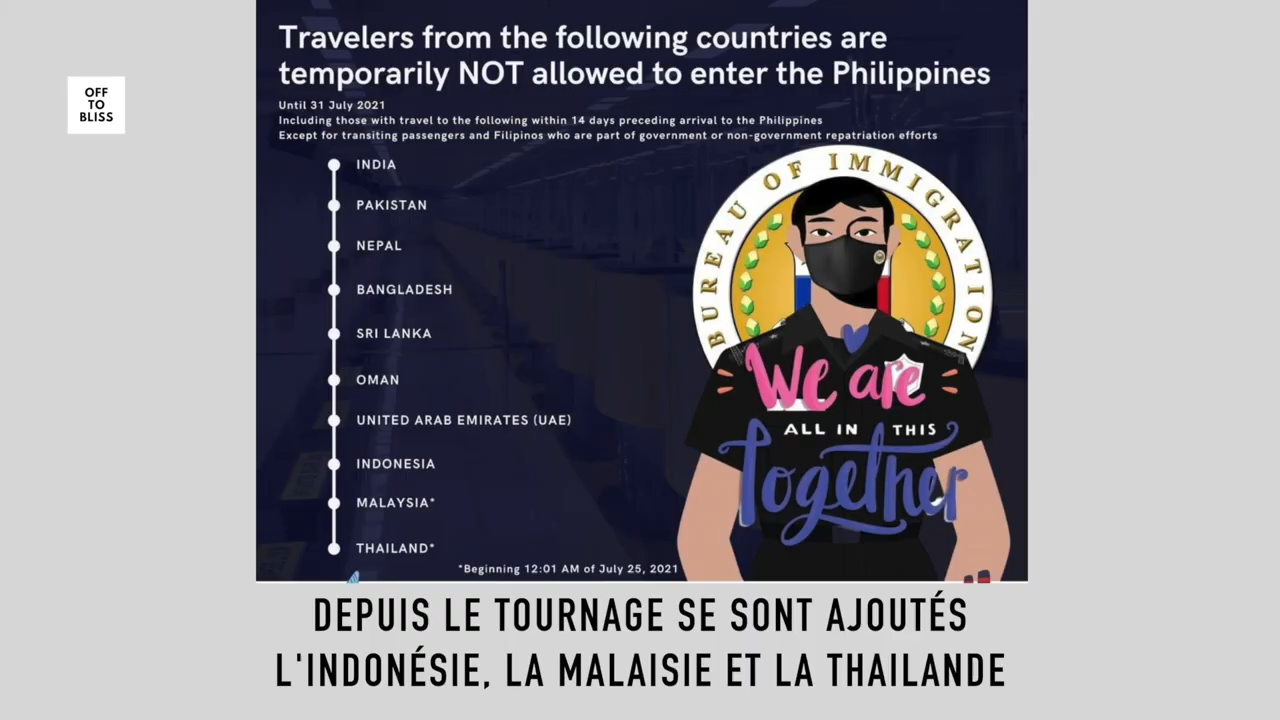 OFF
TO
BLISS
Travelers from the following countries are
temporarily NOT allowed to enter the Philippines
Until 31 July 2021
Including those with travel to the following within 14 days preceding arrival to the Philippines
Except for transiting passengers and Filipinos who are part of government or non-government repatriation efforts
INDIA
PAKISTAN
NEPAL
BANGLADESH
SRI LANKA
OMAN
UNITED ARAB EMIRATES (UAE)
INDONESIA
MALAYSIA*
THAILAND*
*Beginning 12:01 AM of July 25, 2021
BUREAU OF IMMIGRATION
We are
ALL IN THIS
Together
DEPUIS LE TOURNAGE SE SONT AJOUTÉS
L'INDONÉSIE, LA MALAISIE ET LA THAILANDE